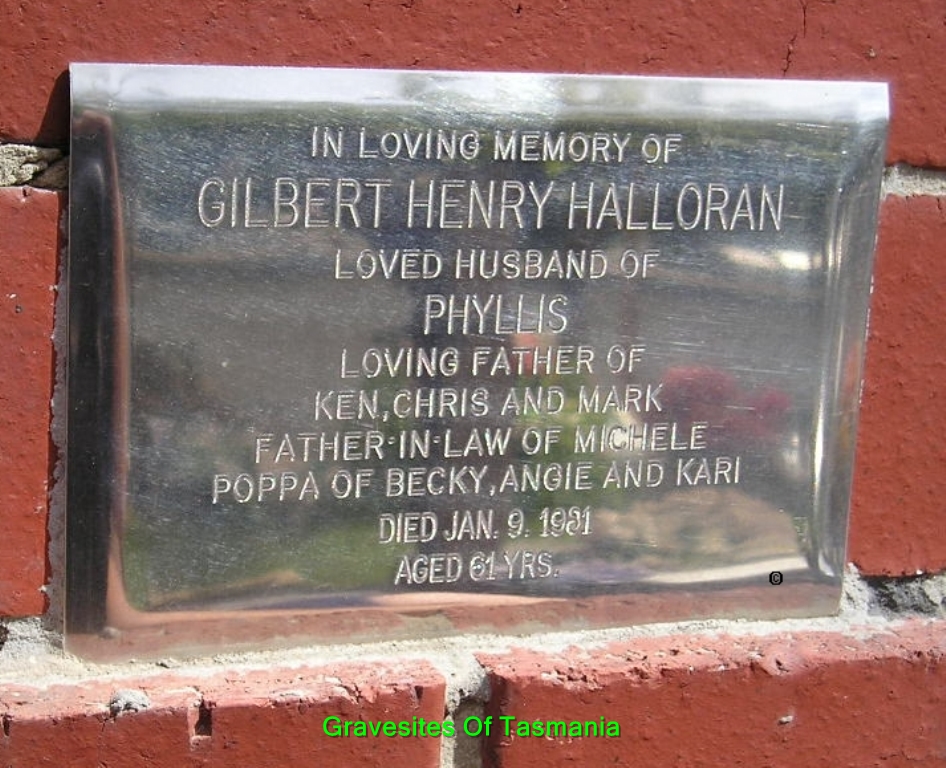 IN LOVING MEMORY OF
GILBERT HENRY HALLORAN
LOVED HUSBAND OF
PHYLLIS
LOVING FATHER OF
KEN, CHRIS AND MARK
FATHER-IN-LAW OF MICHELE
POPPA OF BECKY, ANGIE AND KARI
DIED JAN. 9. 1981
AGED 61 YRS.
©
Gravesites Of Tasmania